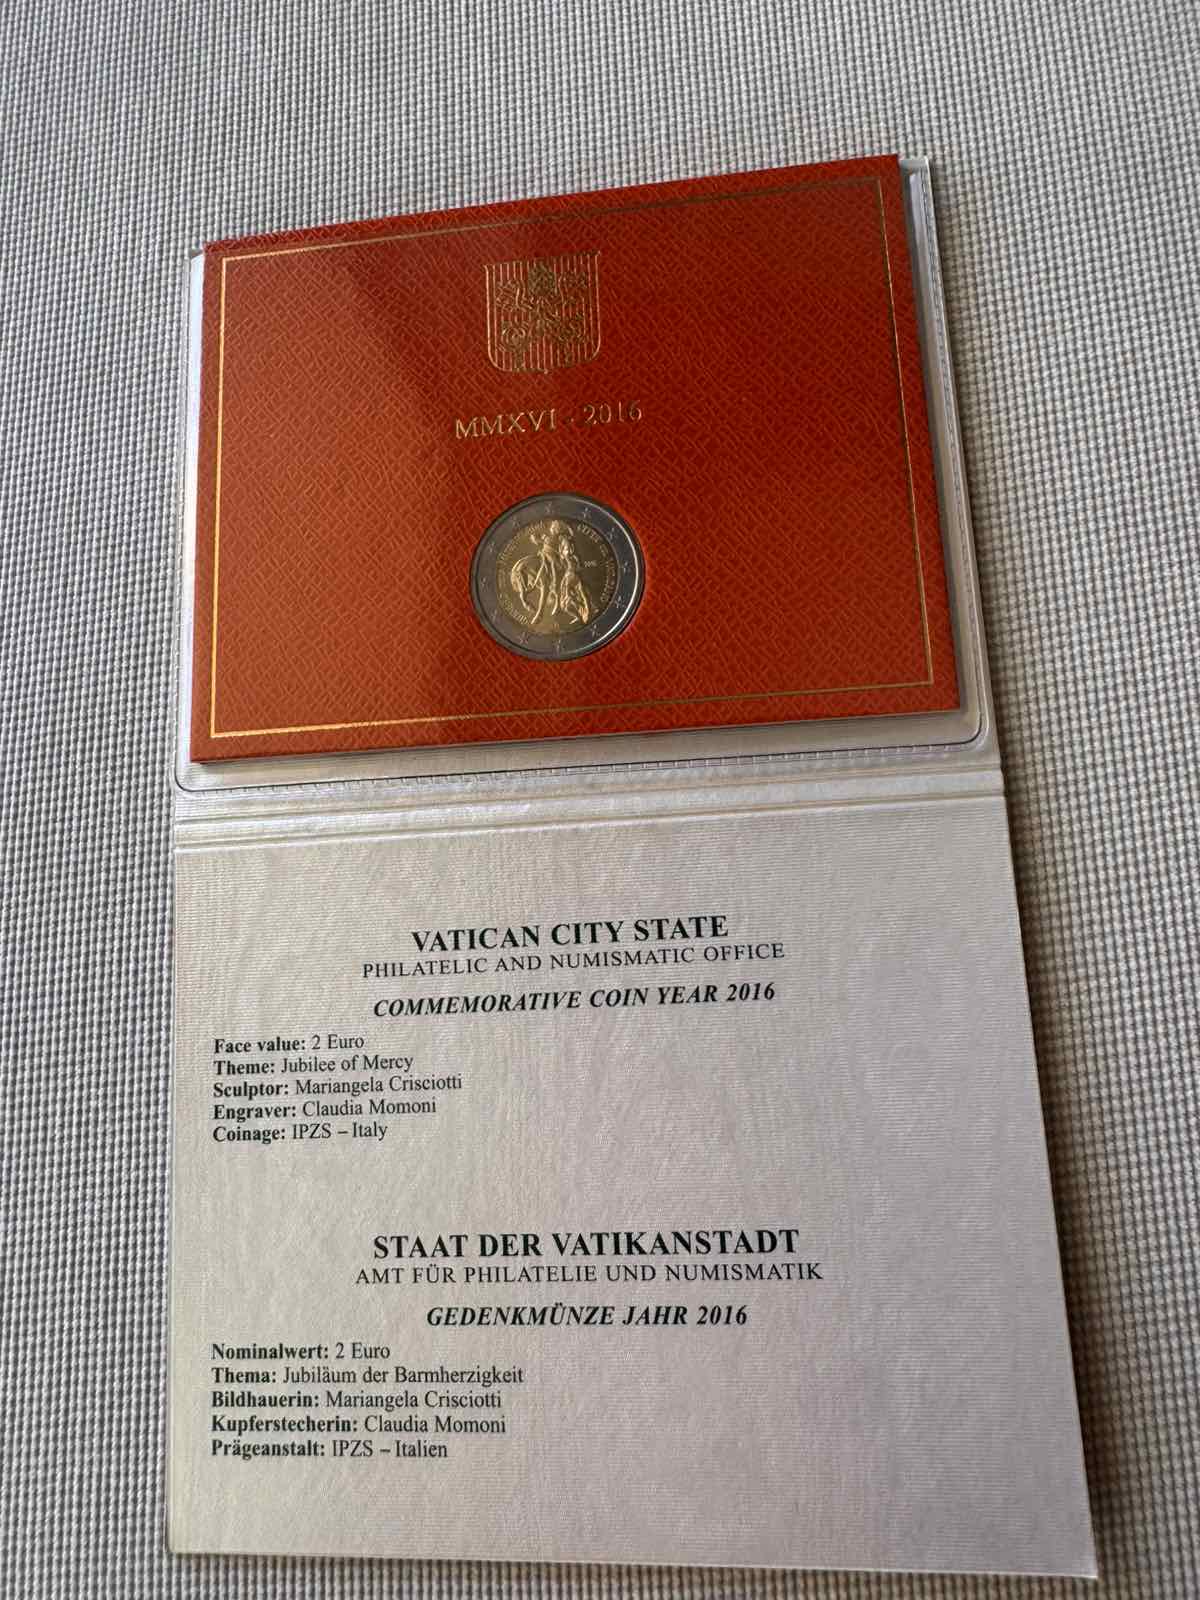 MMXVI · 2016
CITTÀ DEL VATICANO
VATICAN CITY STATE
PHILATELIC AND NUMISMATIC OFFICE
COMMEMORATIVE COIN YEAR 2016
Face value: 2 Euro
Theme: Jubilee of Mercy
Sculptor: Mariangela Crisciotti
Engraver: Claudia Momoni
Coinage: IPZS – Italy
STAAT DER VATIKANSTADT
AMT FÜR PHILATELIE UND NUMISMATIK
GEDENKMÜNZE JAHR 2016
Nominalwert: 2 Euro
Thema: Jubiläum der Barmherzigkeit
Bildhauerin: Mariangela Crisciotti
Kupferstecherin: Claudia Momoni
Prägeanstalt: IPZS – Italien